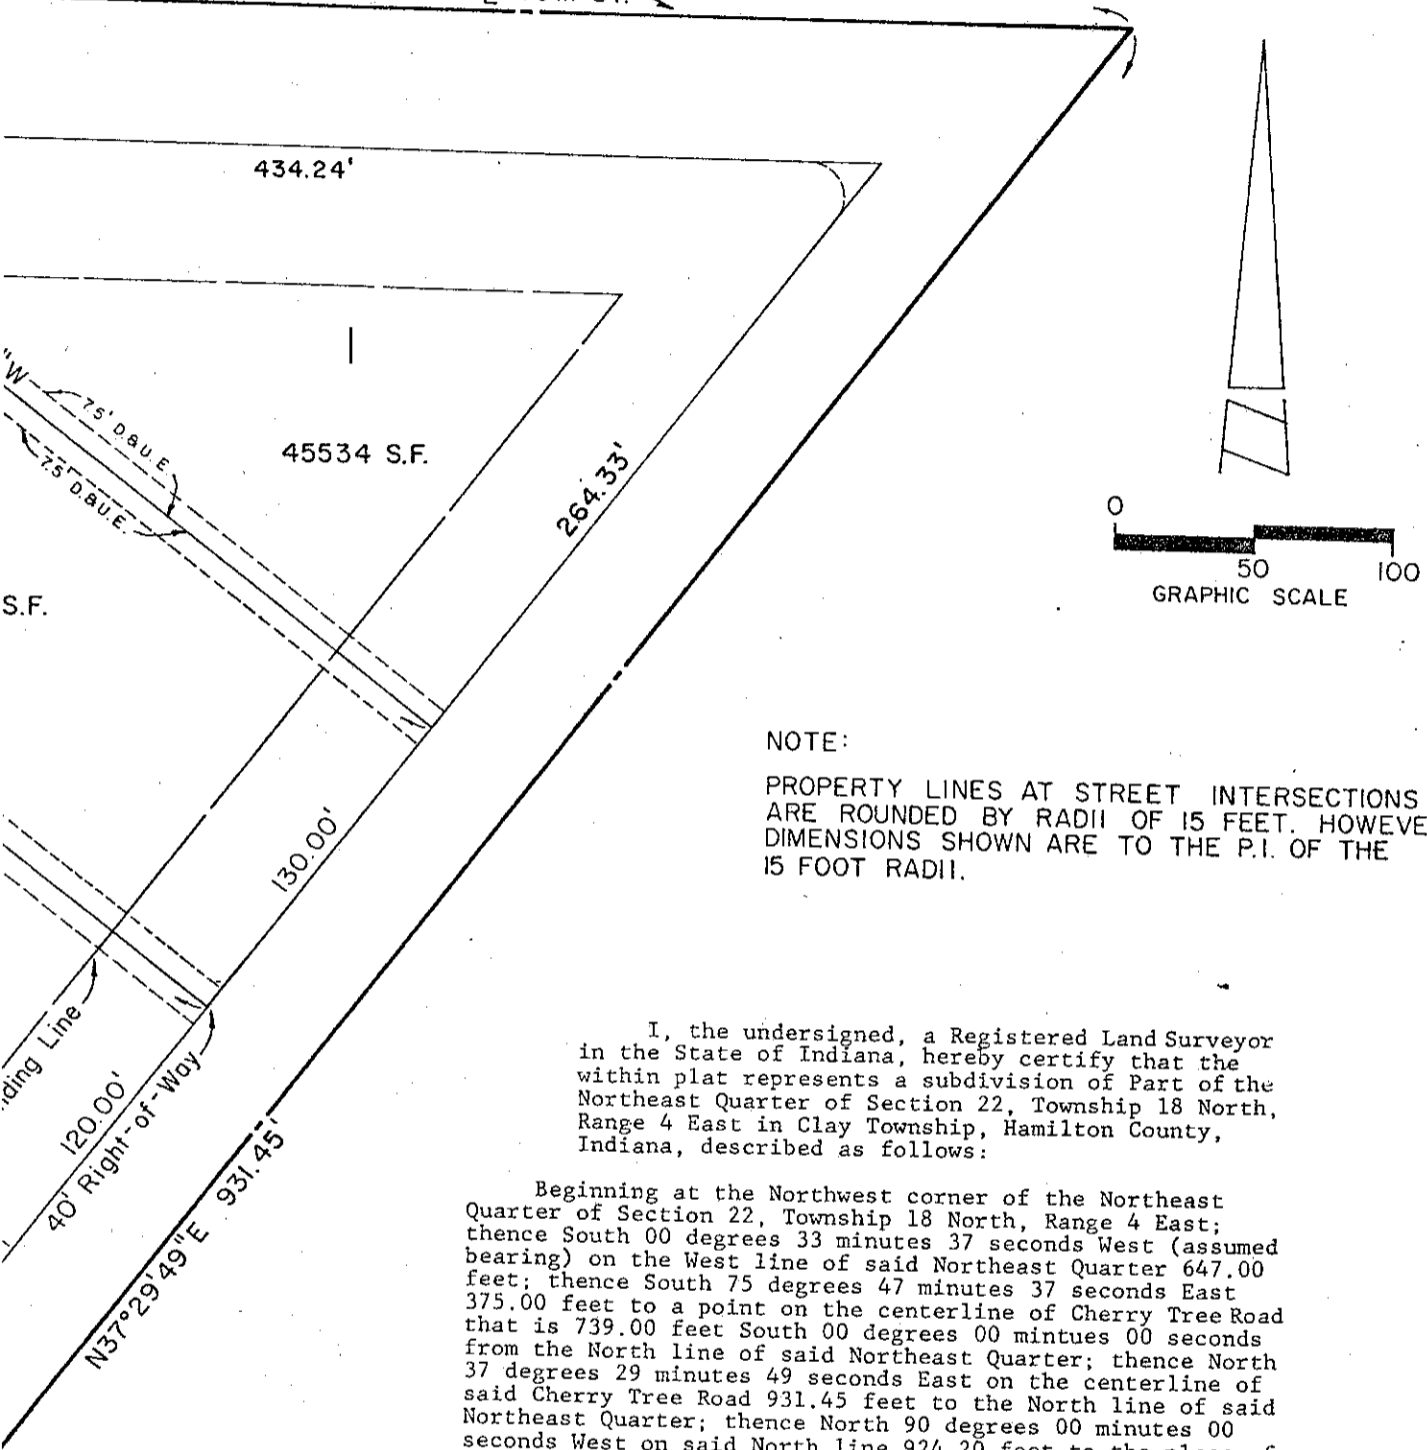 434.24'
"W
7.5' D.&U.E.
7.5' D.&U.E.
45534 S.F.
264.33'
S.F.
0
50
100
GRAPHIC SCALE
NOTE:
PROPERTY LINES AT STREET INTERSECTIONS
ARE ROUNDED BY RADII OF 15 FEET. HOWEVE
DIMENSIONS SHOWN ARE TO THE P.I. OF THE
15 FOOT RADII.
130.00'
120.00'
40' Right-of-Way
ilding Line
N37°29'49"E 931.45'
I, the undersigned, a Registered Land Surveyor
in the State of Indiana, hereby certify that the
within plat represents a subdivision of Part of the
Northeast Quarter of Section 22, Township 18 North,
Range 4 East in Clay Township, Hamilton County,
Indiana, described as follows:
Beginning at the Northwest corner of the Northeast
Quarter of Section 22, Township 18 North, Range 4 East;
thence South 00 degrees 33 minutes 37 seconds West (assumed
bearing) on the West line of said Northeast Quarter 647.00
feet; thence South 75 degrees 47 minutes 37 seconds East
375.00 feet to a point on the centerline of Cherry Tree Road
that is 739.00 feet South 00 degrees 00 mintues 00 seconds
from the North line of said Northeast Quarter; thence North
37 degrees 29 minutes 49 seconds East on the centerline of
said Cherry Tree Road 931.45 feet to the North line of said
Northeast Quarter; thence North 90 degrees 00 minutes 00
seconds West on said North line 924.20 feet to the place of